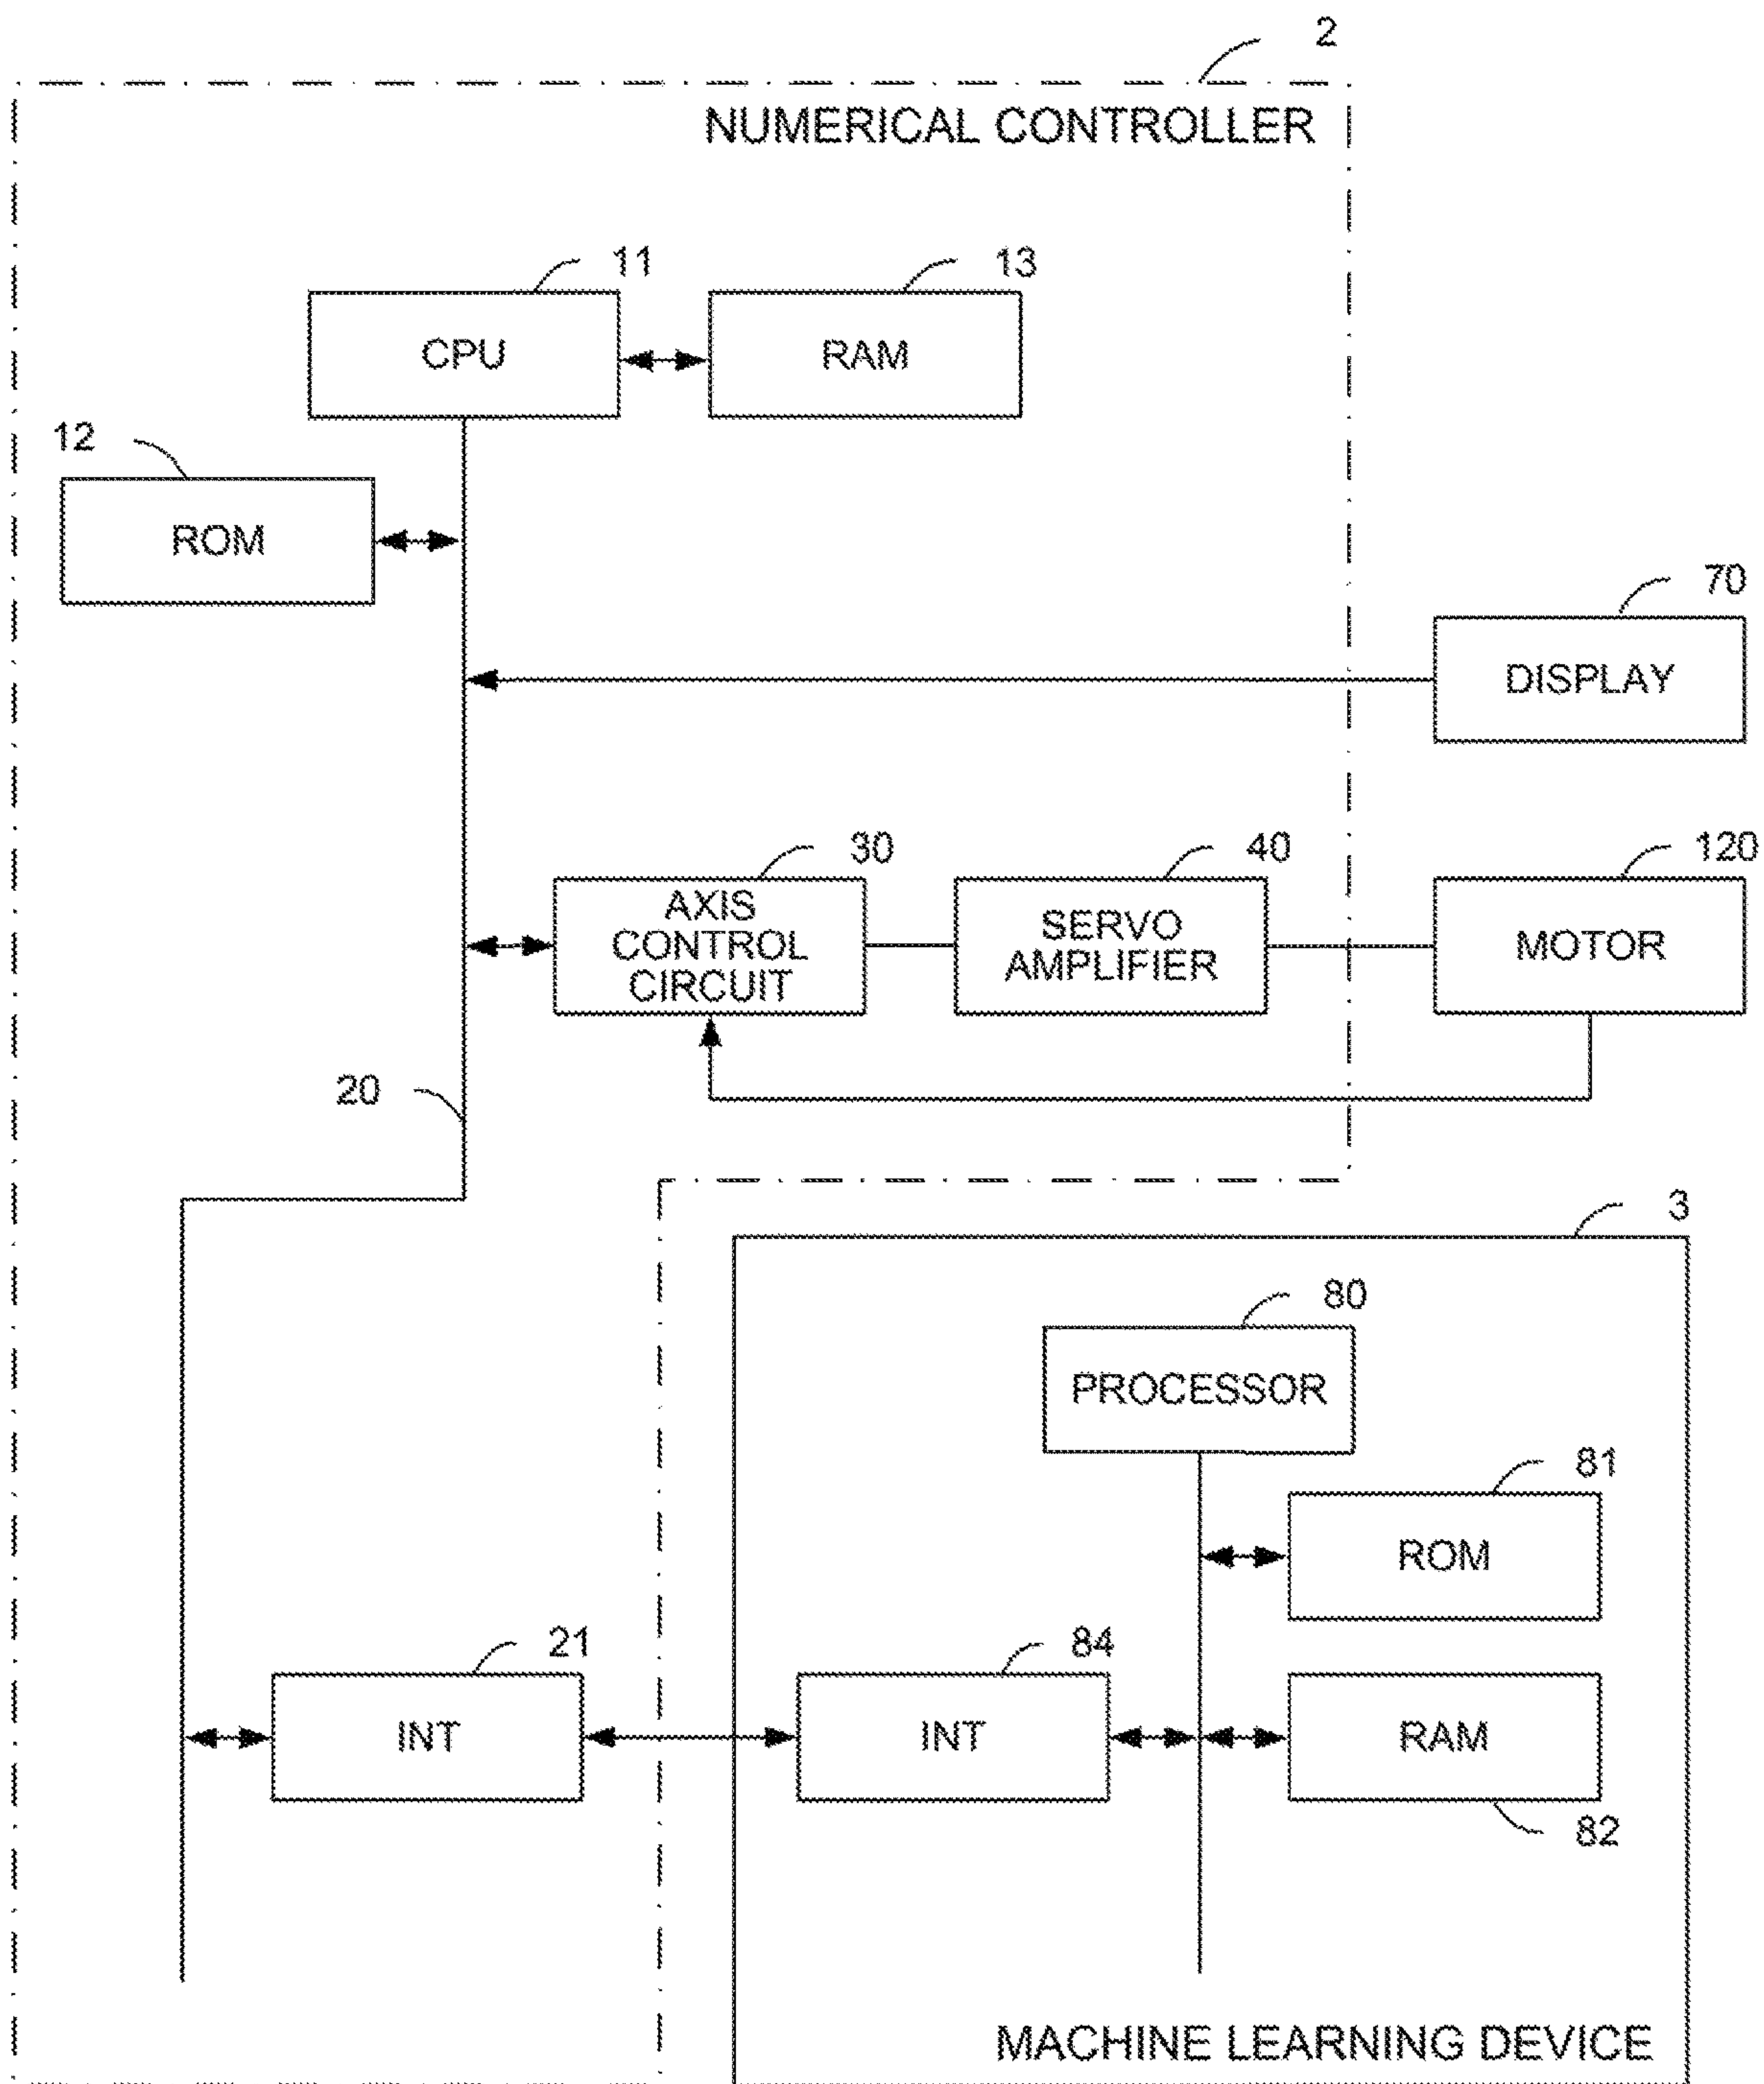 2
NUMERICAL CONTROLLER
11
13
CPU
RAM
12
ROM
70
DISPLAY
30
40
120
AXIS
CONTROL
CIRCUIT
SERVO
AMPLIFIER
MOTOR
20
3
80
PROCESSOR
81
ROM
21
84
INT
INT
RAM
82
MACHINE LEARNING DEVICE